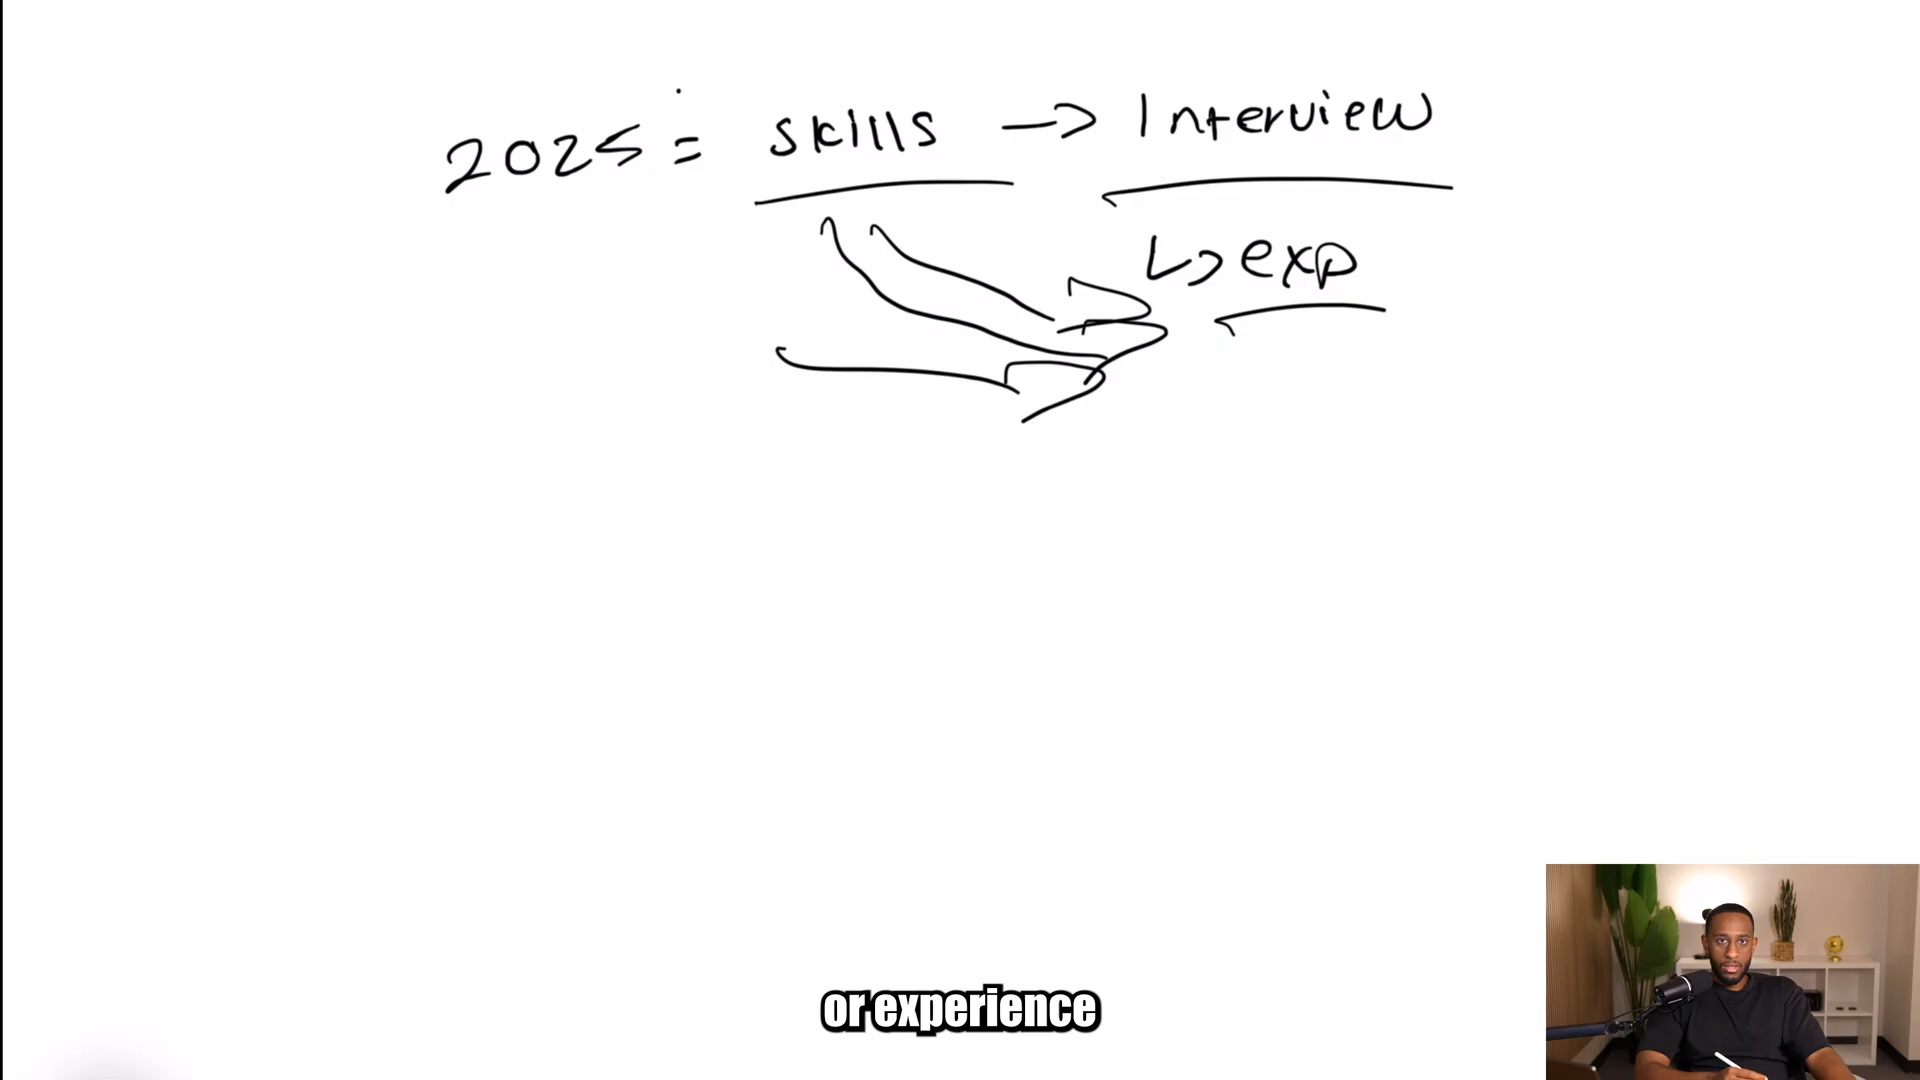 2025 = skills -> Interview
↳ exp
or experience